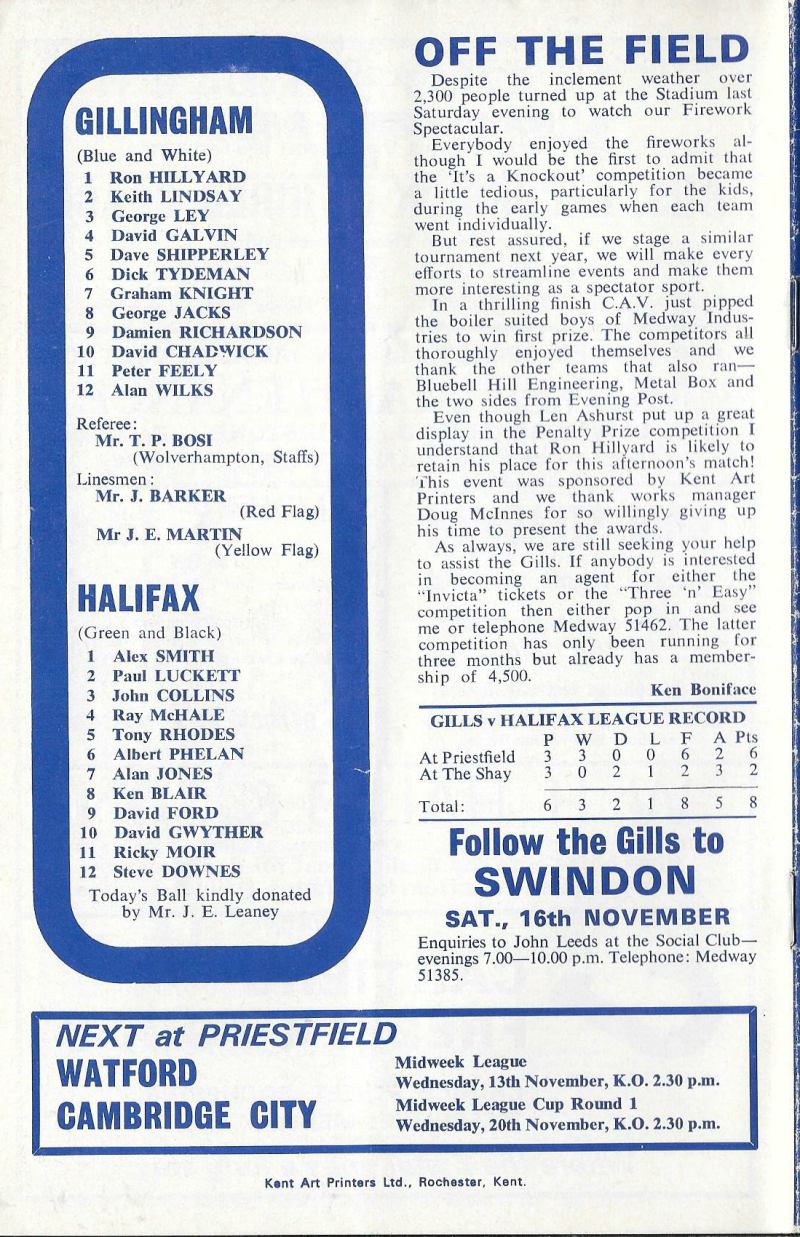 GILLINGHAM
(Blue and White)
1 Ron HILLYARD
2 Keith LINDSAY
3 George LEY
4 David GALVIN
5 Dave SHIPPERLEY
6 Dick TYDEMAN
7 Graham KNIGHT
8 George JACKS
9 Damien RICHARDSON
10 David CHADWICK
11 Peter FEELY
12 Alan WILKS
Referee:
Mr. T. P. BOSI
(Wolverhampton, Staffs)
Linesmen:
Mr. J. BARKER
(Red Flag)
Mr J. E. MARTIN
(Yellow Flag)
HALIFAX
(Green and Black)
1 Alex SMITH
2 Paul LUCKETT
3 John COLLINS
4 Ray McHALE
5 Tony RHODES
6 Albert PHELAN
7 Alan JONES
8 Ken BLAIR
9 David FORD
10 David GWYTHER
11 Ricky MOIR
12 Steve DOWNES
Today's Ball kindly donated
by Mr. J. E. Leaney
OFF THE FIELD
Despite the inclement weather over
2,300 people turned up at the Stadium last
Saturday evening to watch our Firework
Spectacular.
Everybody enjoyed the fireworks al-
though I would be the first to admit that
the 'It's a Knockout' competition became
a little tedious, particularly for the kids,
during the early games when each team
went individually.
But rest assured, if we stage a similar
tournament next year, we will make every
efforts to streamline events and make them
more interesting as a spectator sport.
In a thrilling finish C.A.V. just pipped
the boiler suited boys of Medway Indus-
tries to win first prize. The competitors all
thoroughly enjoyed themselves and we
thank the other teams that also ran—
Bluebell Hill Engineering, Metal Box and
the two sides from Evening Post.
Even though Len Ashurst put up a great
display in the Penalty Prize competition I
understand that Ron Hillyard is likely to
retain his place for this afternoon's match!
This event was sponsored by Kent Art
Printers and we thank works manager
Doug McInnes for so willingly giving up
his time to present the awards.
As always, we are still seeking your help
to assist the Gills. If anybody is interested
in becoming an agent for either the
"Invicta" tickets or the "Three 'n' Easy"
competition then either pop in and see
me or telephone Medway 51462. The latter
competition has only been running for
three months but already has a member-
ship of 4,500.
Ken Boniface
GILLS v HALIFAX LEAGUE RECORD
P W D L F A Pts
At Priestfield 3 3 0 0 6 2 6
At The Shay 3 0 2 1 2 3 2
Total: 6 3 2 1 8 5 8
Follow the Gills to
SWINDON
SAT., 16th NOVEMBER
Enquiries to John Leeds at the Social Club—
evenings 7.00—10.00 p.m. Telephone: Medway
51385.
NEXT at PRIESTFIELD
WATFORD
Midweek League
Wednesday, 13th November, K.O. 2.30 p.m.
CAMBRIDGE CITY
Midweek League Cup Round 1
Wednesday, 20th November, K.O. 2.30 p.m.
Kent Art Printers Ltd., Rochester, Kent.